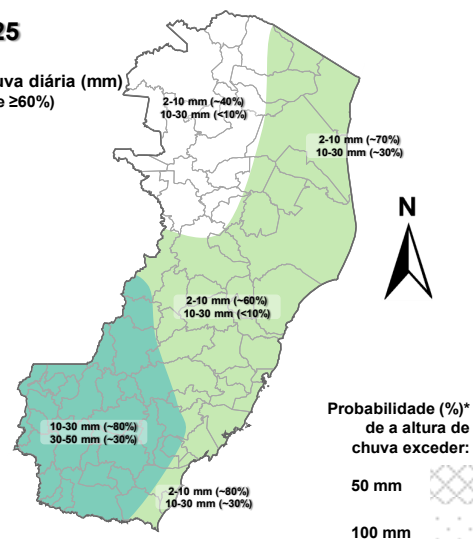 25
uva diária (mm)
e ≥60%)
2-10 mm (~40%)
10-30 mm (<10%)
2-10 mm (~70%)
10-30 mm (~30%)
N
2-10 mm (~60%)
10-30 mm (<10%)
10-30 mm (~80%)
30-50 mm (~30%)
2-10 mm (~80%)
10-30 mm (~30%)
Probabilidade (%)*
de a altura de
chuva exceder:
50 mm
100 mm